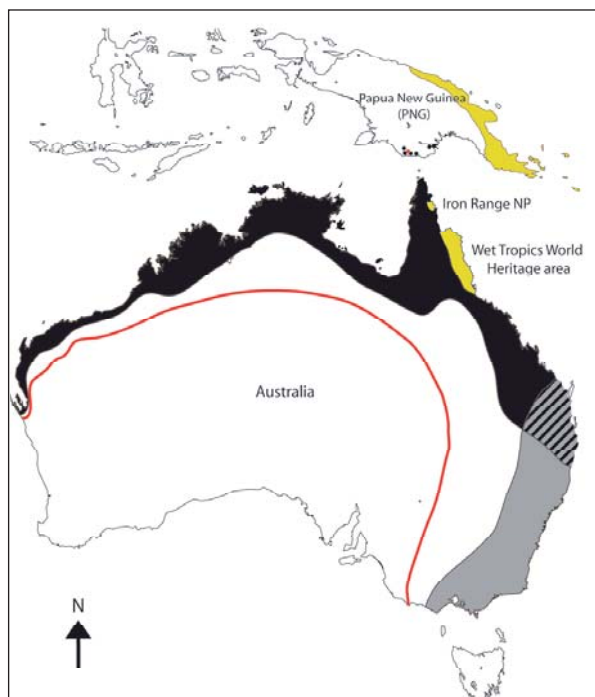 Papua New Guinea
(PNG)
Iron Range NP
Wet Tropics World
Heritage area
Australia
N